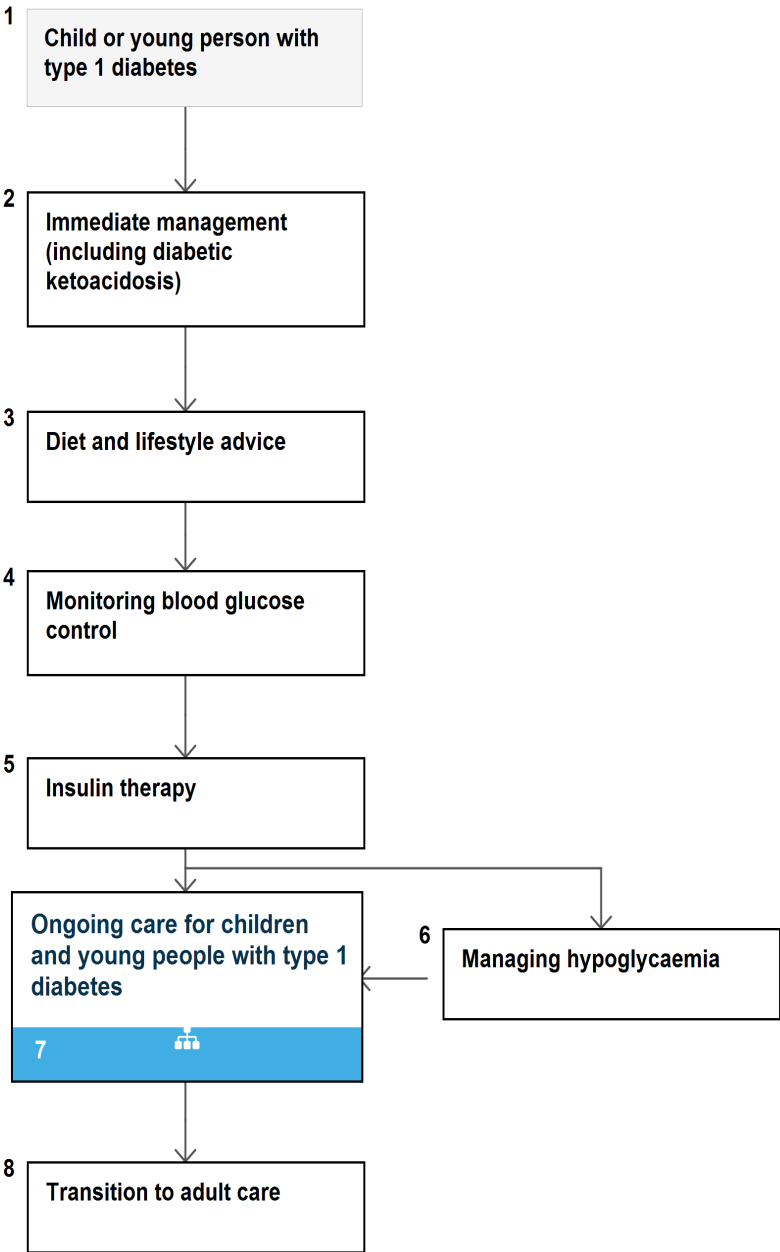 1
Child or young person with
type 1 diabetes
2
Immediate management
(including diabetic
ketoacidosis)
3
Diet and lifestyle advice
4
Monitoring blood glucose
control
5
Insulin therapy
6
Managing hypoglycaemia
Ongoing care for children
and young people with type 1
diabetes
7
8
Transition to adult care